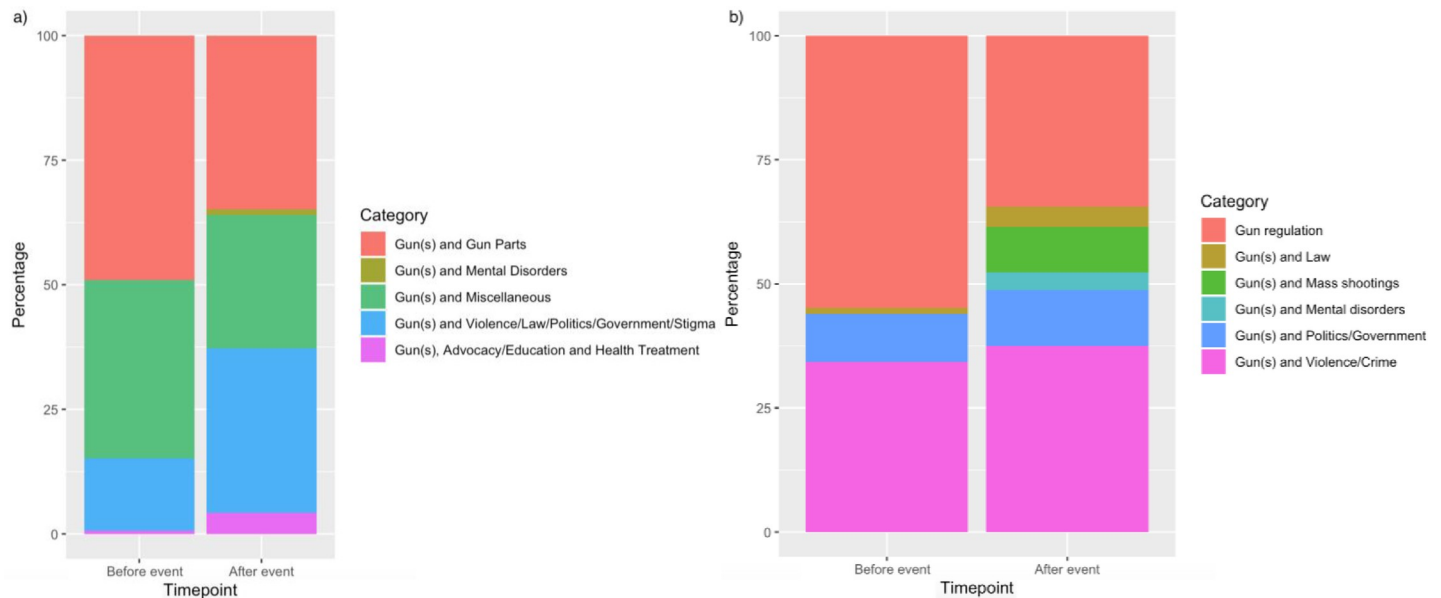 a)
100
75
50
25
0
Percentage
Before event
After event
Timepoint
Category
Gun(s) and Gun Parts
Gun(s) and Mental Disorders
Gun(s) and Miscellaneous
Gun(s) and Violence/Law/Politics/Government/Stigma
Gun(s), Advocacy/Education and Health Treatment
b)
100
75
50
25
0
Percentage
Before event
After event
Timepoint
Category
Gun regulation
Gun(s) and Law
Gun(s) and Mass shootings
Gun(s) and Mental disorders
Gun(s) and Politics/Government
Gun(s) and Violence/Crime